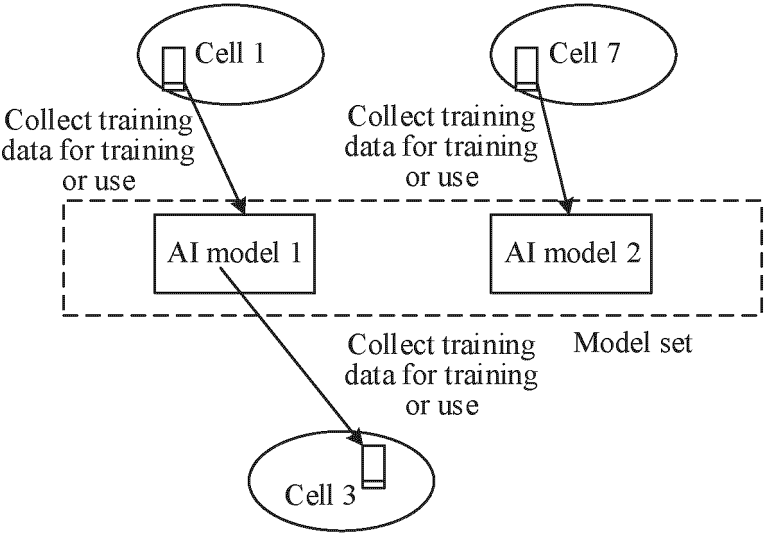 Cell 1
Cell 7
Collect training
data for training
or use
Collect training
data for training
or use
AI model 1
AI model 2
Model set
Collect training
data for training
or use
Cell 3